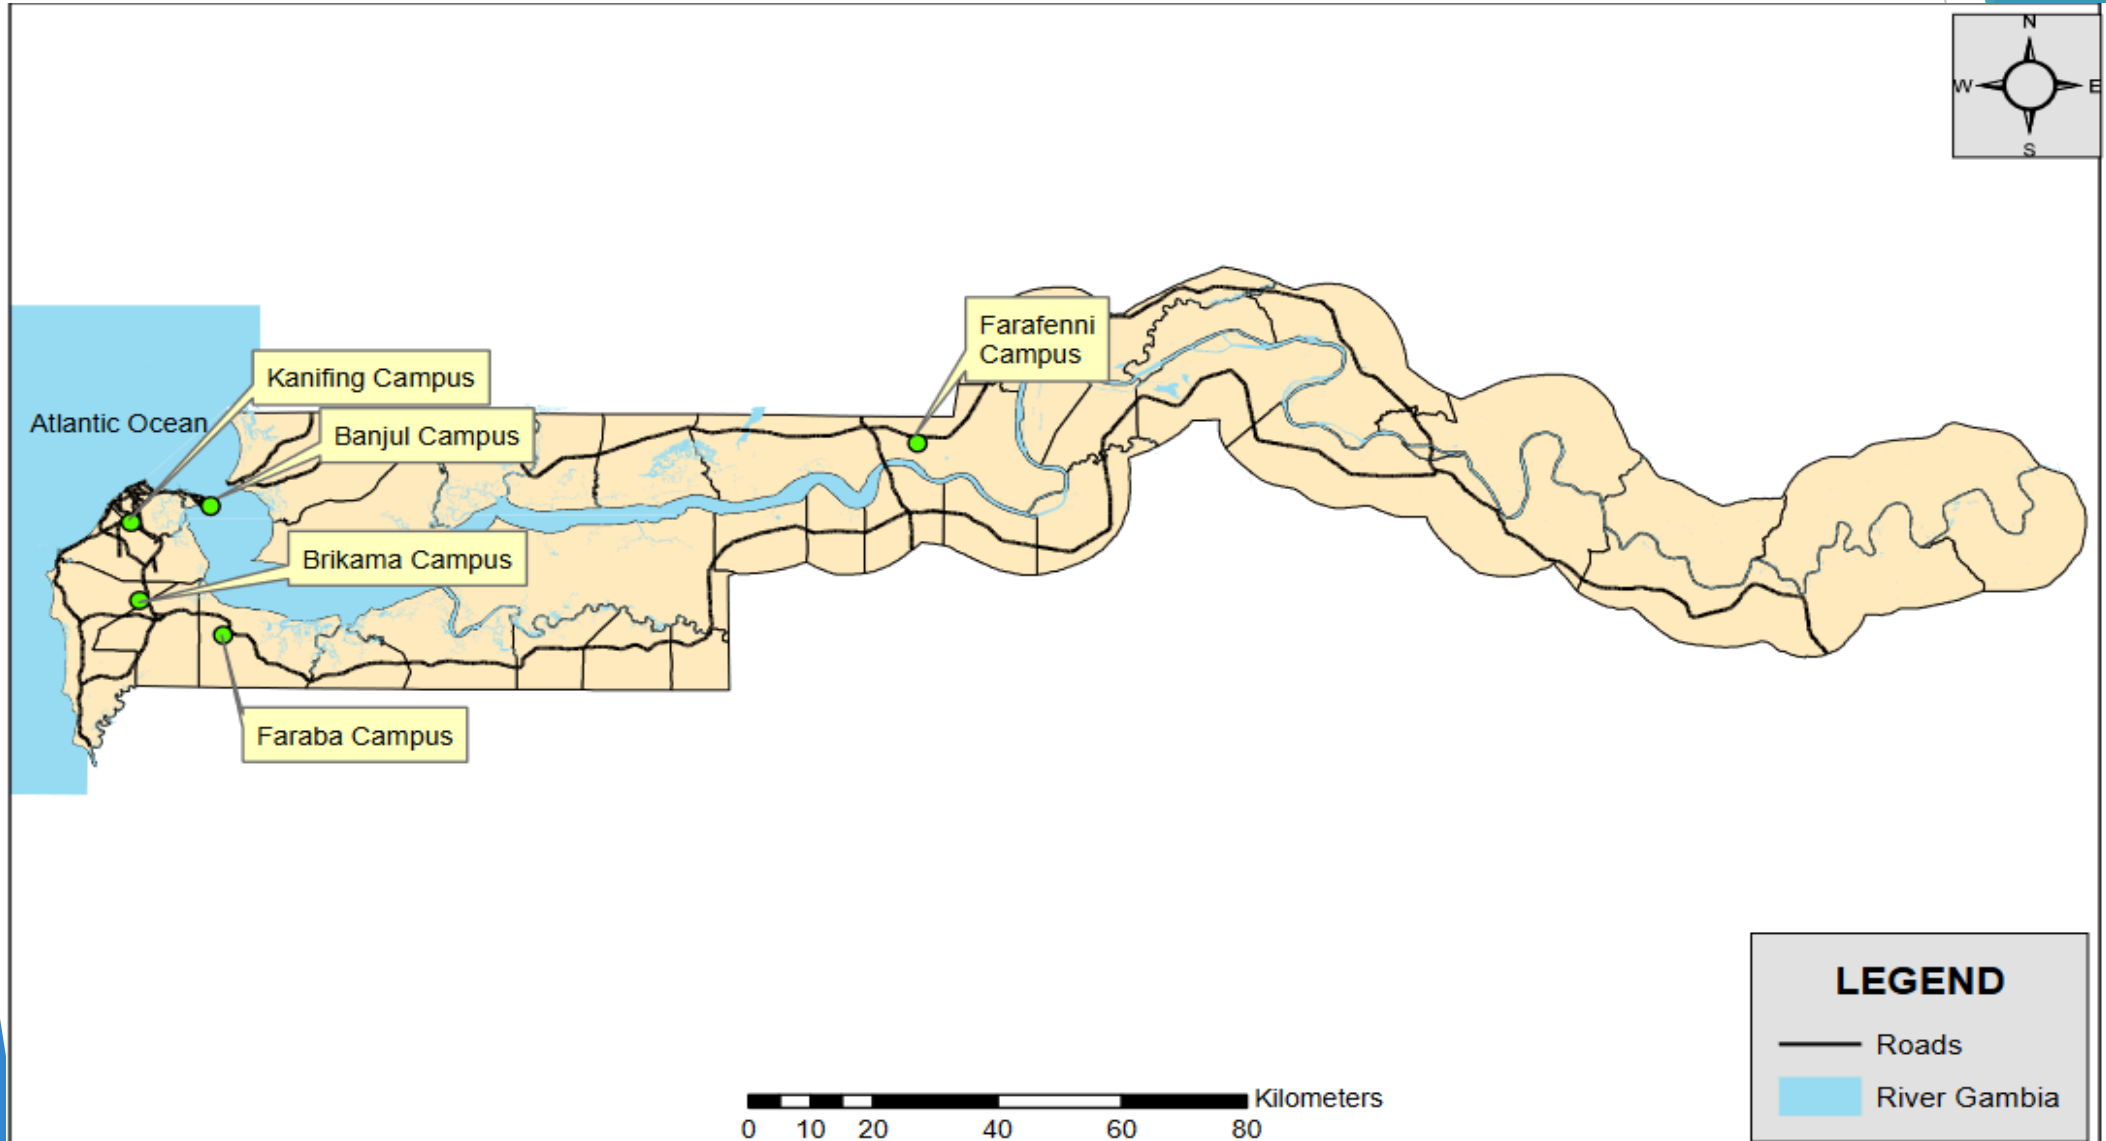 N
W E
S
Farafenni
Campus
Kanifing Campus
Atlantic Ocean
Banjul Campus
Brikama Campus
Faraba Campus
LEGEND
Roads
River Gambia
Kilometers
0 10 20 40 60 80